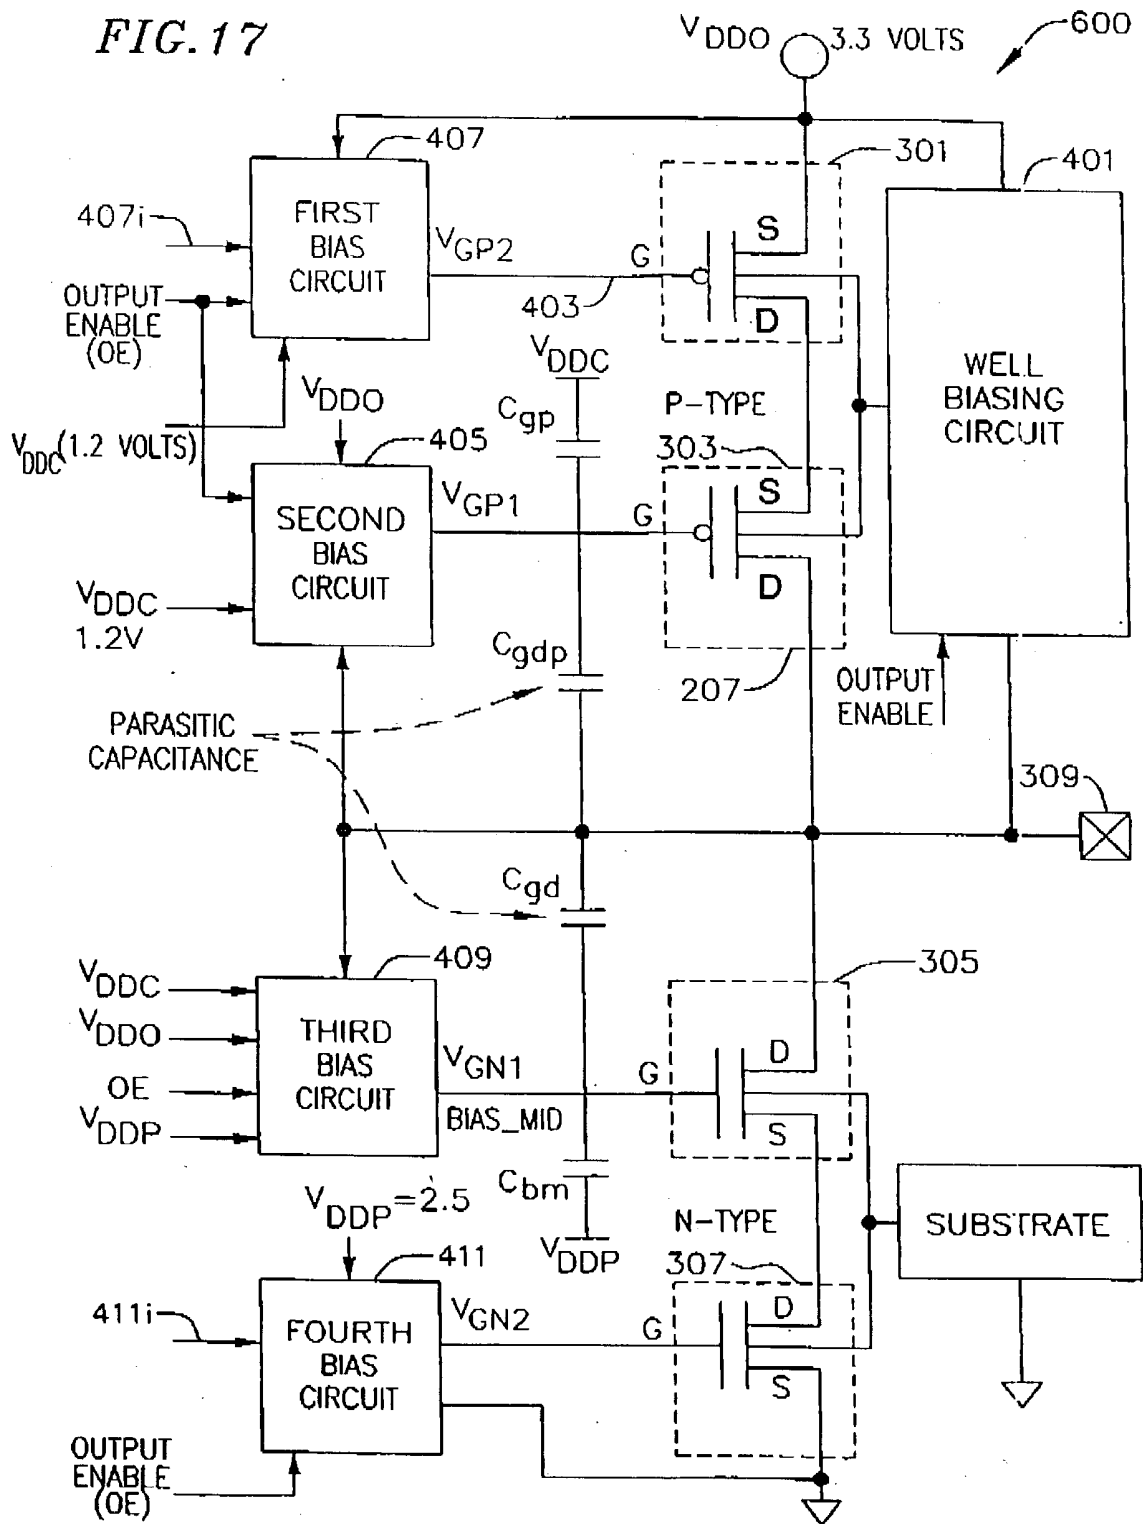 FIG.17
VDDO 3.3 VOLTS
600
407
301
401
407i
FIRST
BIAS
CIRCUIT
VGP2
G
S
D
403
OUTPUT
ENABLE
(OE)
VDDC(1.2 VOLTS)
VDDO
VDDC
Cgp
P-TYPE
WELL
BIASING
CIRCUIT
405
303
SECOND
BIAS
CIRCUIT
VGP1
G
S
D
VDDC
1.2V
Cgdp
207
OUTPUT
ENABLE
PARASITIC
CAPACITANCE
309
Cgd
409
305
VDDC
VDDO
OE
VDDP
THIRD
BIAS
CIRCUIT
VGN1
BIAS_MID
G
D
S
Cbm
VDDP
VDDP=2.5
N-TYPE
SUBSTRATE
411
307
411i
FOURTH
BIAS
CIRCUIT
VGN2
G
D
S
OUTPUT
ENABLE
(OE)